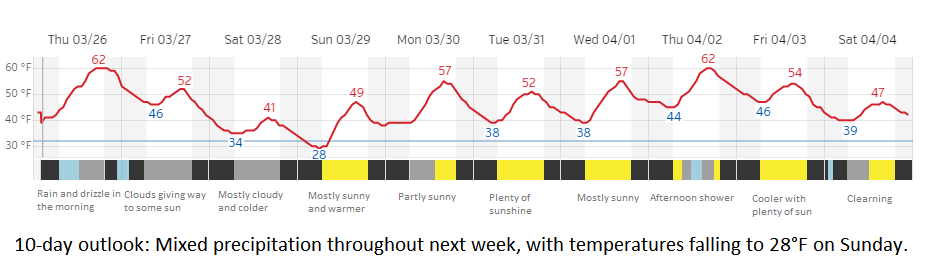 Thu 03/26 Fri 03/27 Sat 03/28 Sun 03/29 Mon 03/30 Tue 03/31 Wed 04/01 Thu 04/02 Fri 04/03 Sat 04/04
60 °F
50 °F
40 °F
30 °F
62 52 41 49 57 52 57 62 54 47
46 34 28 38 38 44 46 39
Rain and drizzle in
the morning
Clouds giving way
to some sun
Mostly cloudy
and colder
Mostly sunny
and warmer
Partly sunny
Plenty of
sunshine
Mostly sunny
Afternoon shower
Cooler with
plenty of sun
Clearning
10-day outlook: Mixed precipitation throughout next week, with temperatures falling to 28°F on Sunday.